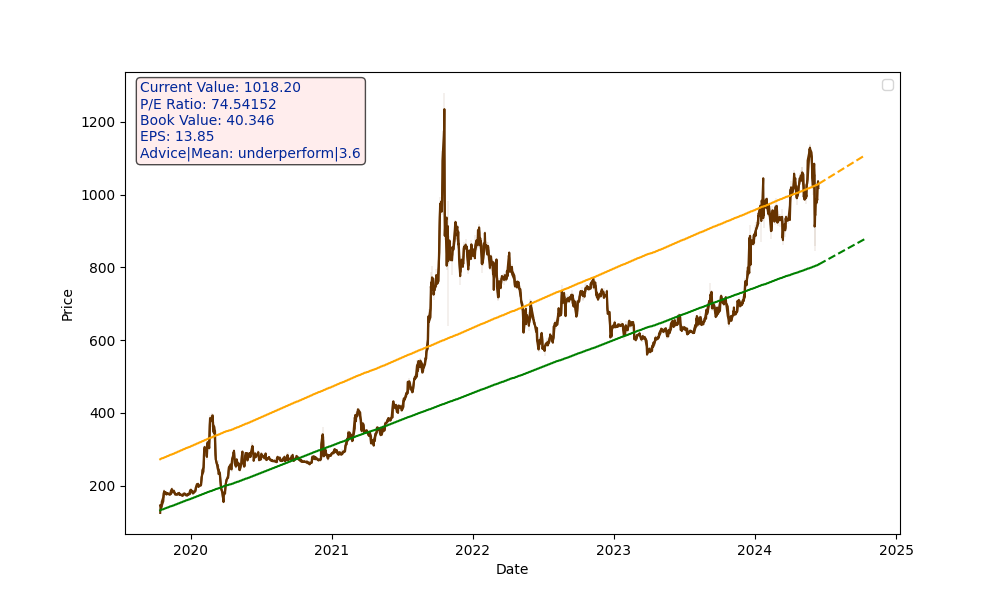 Current Value: 1018.20
P/E Ratio: 74.54152
Book Value: 40.346
EPS: 13.85
Advice|Mean: underperform|3.6
1200
1000
800
600
400
200
Price
2020 2021 2022 2023 2024 2025
Date